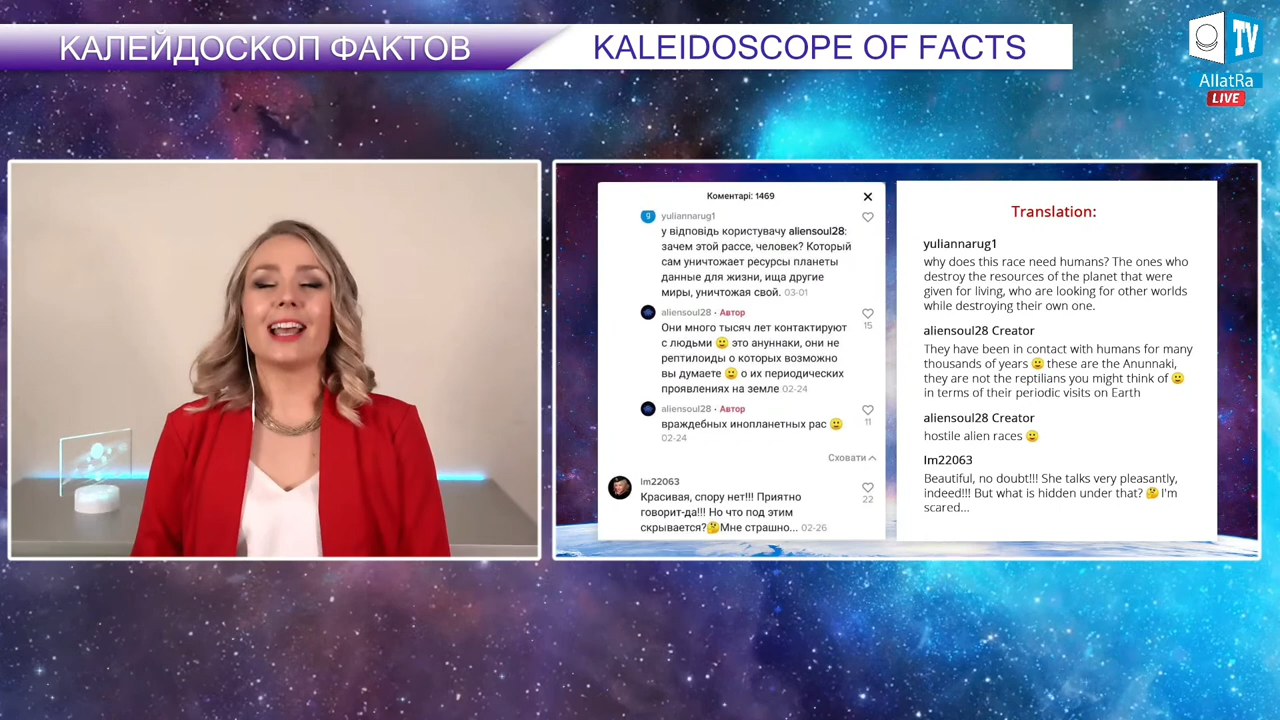 КАЛЕЙДОСКОП ФАКТОВ
KALEIDOSCOPE OF FACTS
TV
AllatRa
LIVE
Коментарі: 1469
g
yuliannarug1
у відповідь користувачу aliensoul28:
зачем этой рассе, человек? Который
сам уничтожает ресурсы планеты
данные для жизни, ища другие
миры, уничтожая свой. 03-01
aliensoul28 • Автор
Они много тысяч лет контактируют
с людьми 🙂 это ануннаки, они не
рептилоиды о которых возможно
вы думаете 🙂 о их периодических
проявлениях на земле 02-24
15
aliensoul28 • Автор
враждебных инопланетных рас 🙂
02-24
11
Сховати
lm22063
Красивая, спору нет!!! Приятно
говорит-да!!! Но что под этим
скрывается?🤔Мне страшно... 02-26
22
Translation:
yuliannarug1
why does this race need humans? The ones who
destroy the resources of the planet that were
given for living, who are looking for other worlds
while destroying their own one.
aliensoul28 Creator
They have been in contact with humans for many
thousands of years 🙂 these are the Anunnaki,
they are not the reptilians you might think of 🙂
in terms of their periodic visits on Earth
aliensoul28 Creator
hostile alien races 🙂
lm22063
Beautiful, no doubt!!! She talks very pleasantly,
indeed!!! But what is hidden under that? 🤔 I'm
scared...